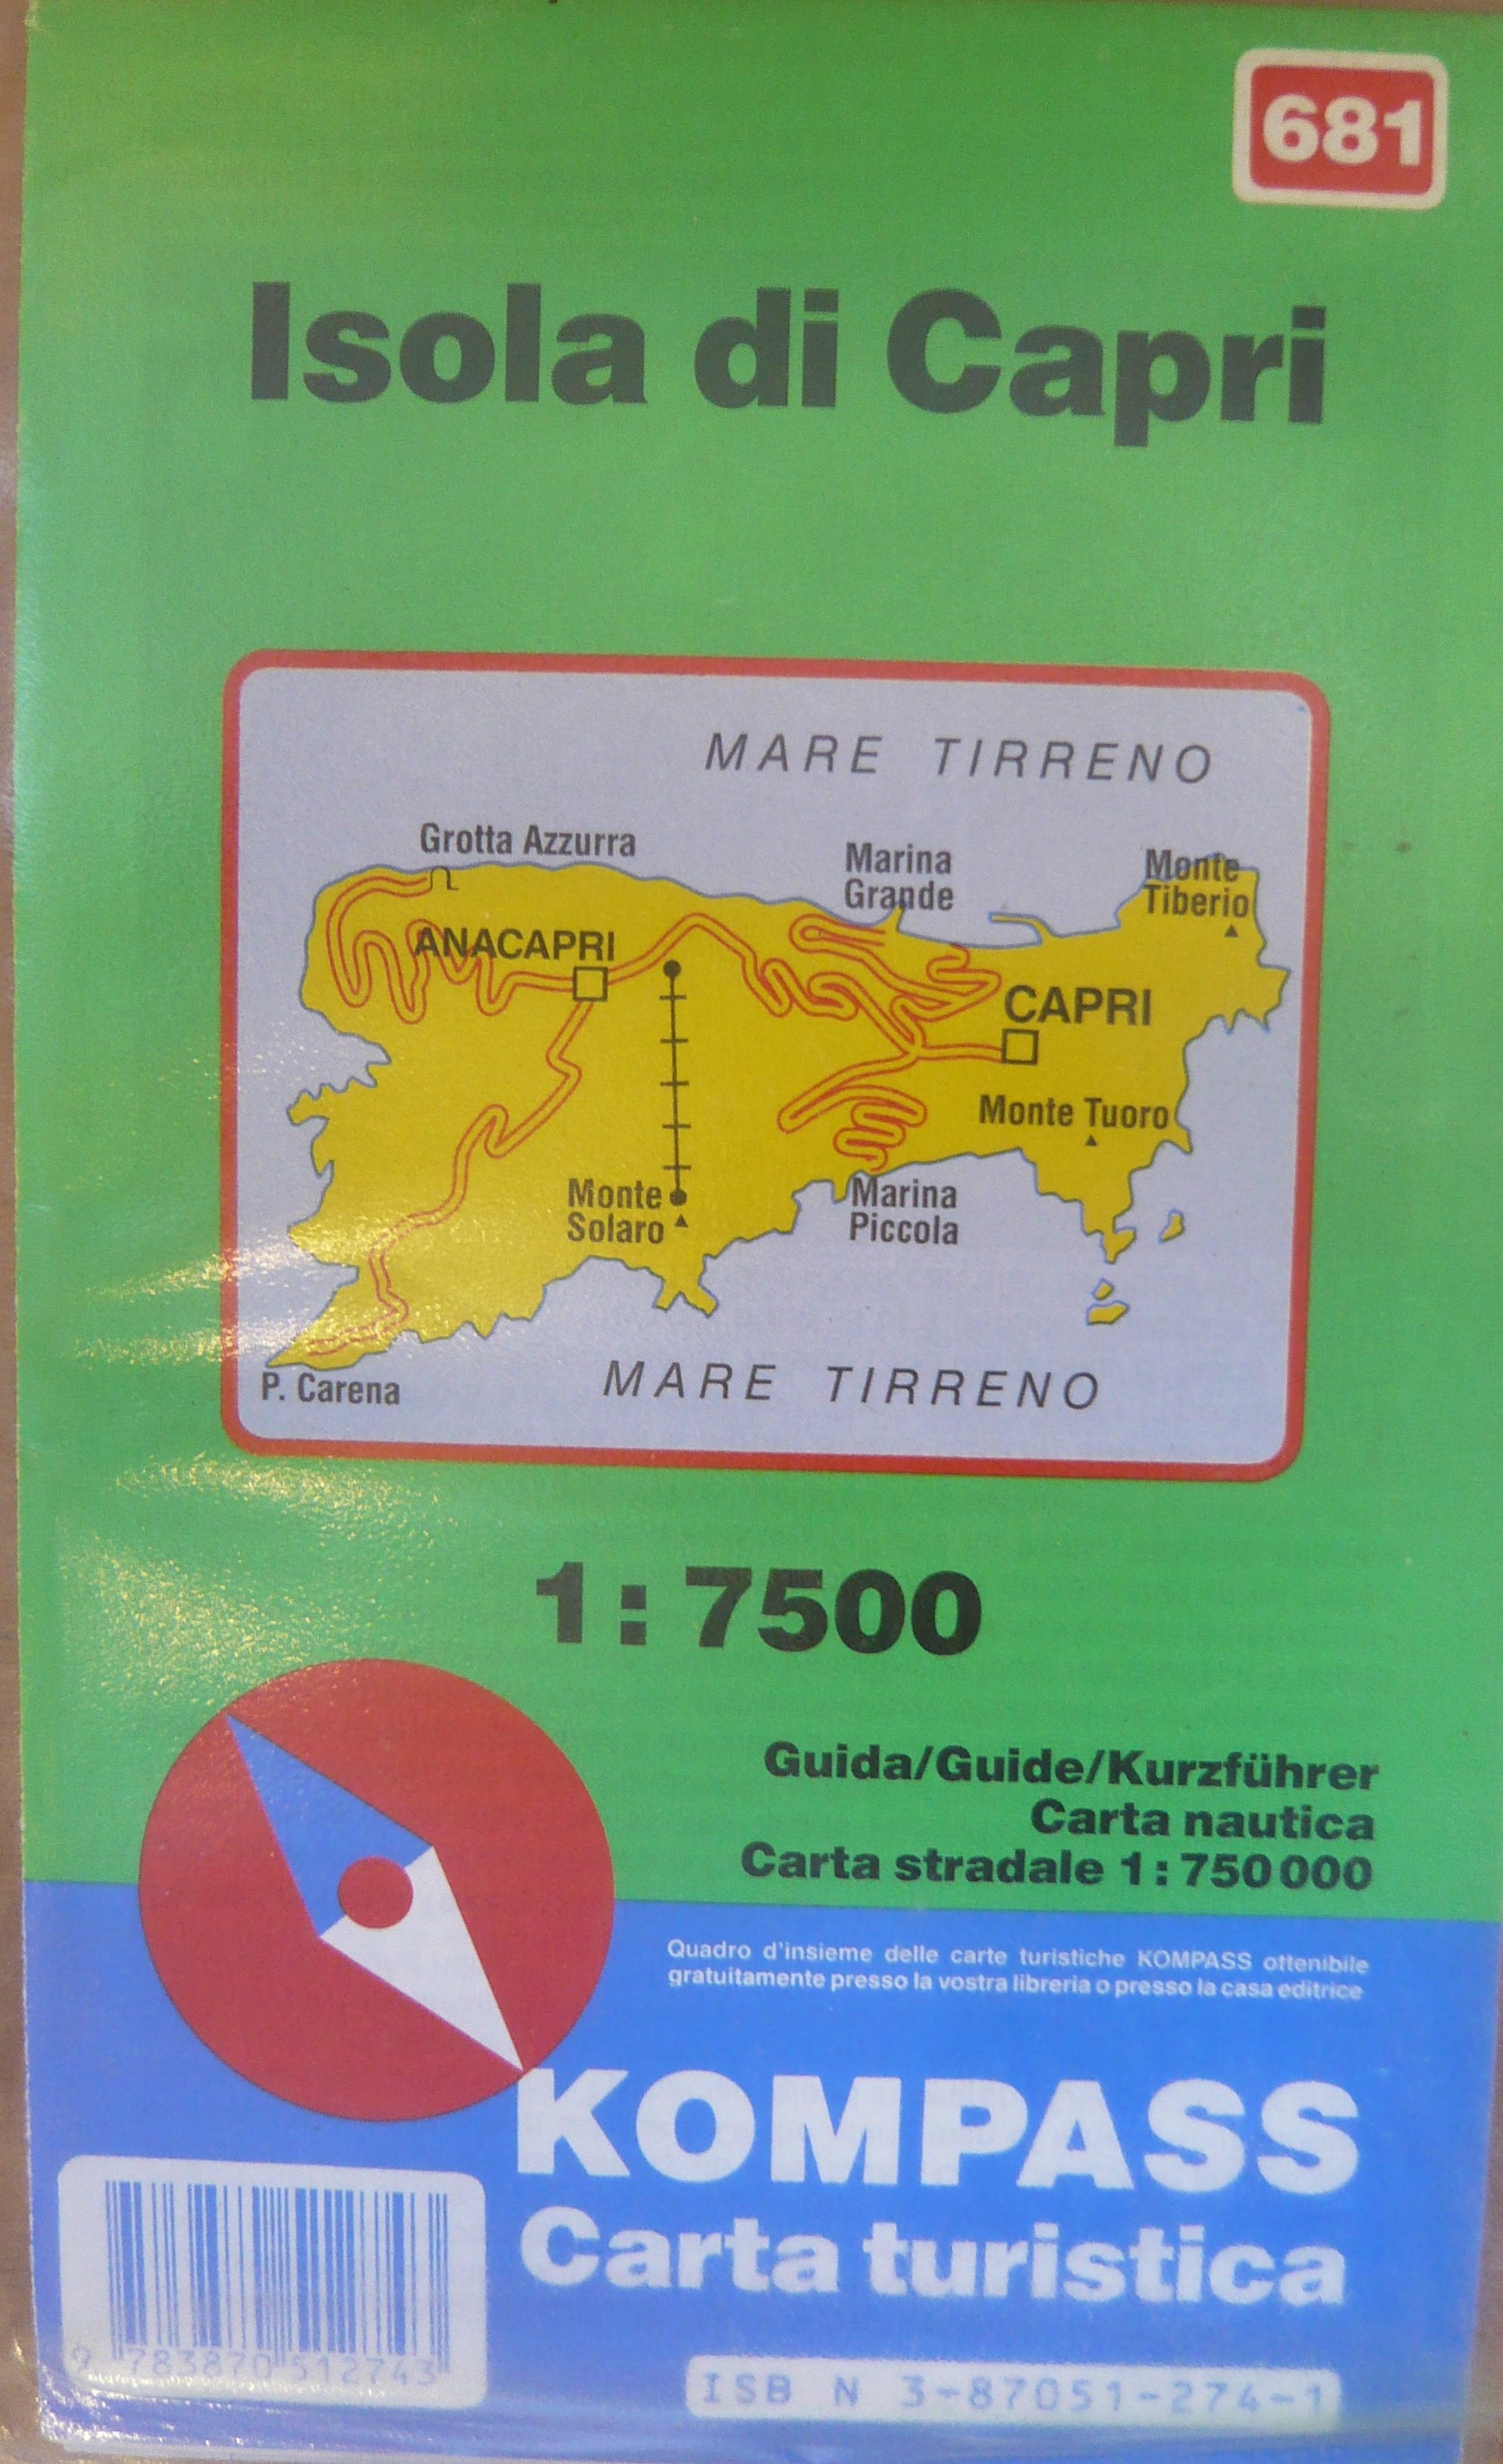 681
Isola di Capri
MARE TIRRENO
Grotta Azzurra
Marina
Grande
Monte
Tiberio
ANACAPRI
CAPRI
Monte Tuoro
Monte
Solaro
Marina
Piccola
P. Carena
MARE TIRRENO
1:7500
Guida/Guide/Kurzführer
Carta nautica
Carta stradale 1:750 000
Quadro d'insieme delle carte turistiche KOMPASS ottenibile
gratuitamente presso la vostra libreria o presso la casa editrice
KOMPASS
Carta turistica
9 783870 512743
ISB N 3-87051-274-1